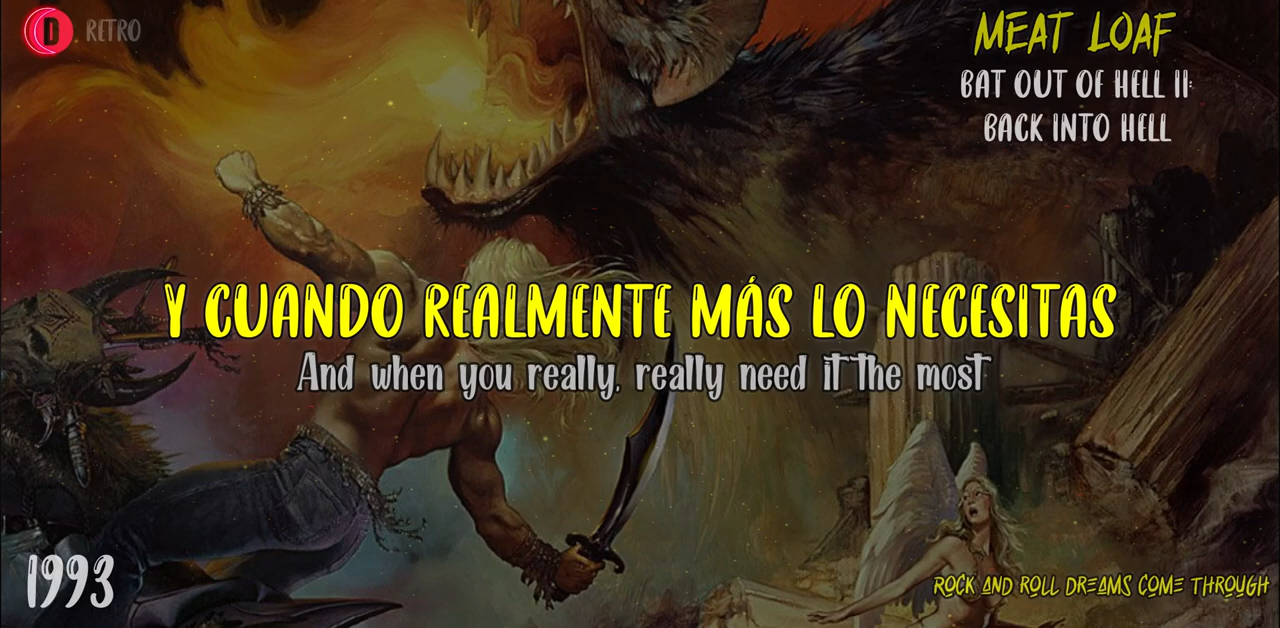 D RETRO
MEAT LOAF
BAT OUT OF HELL II:
BACK INTO HELL
Y CUANDO REALMENTE MÁS LO NECESITAS
And when you really, really need it the most
1993
ROCK AND ROLL DREAMS COME THROUGH